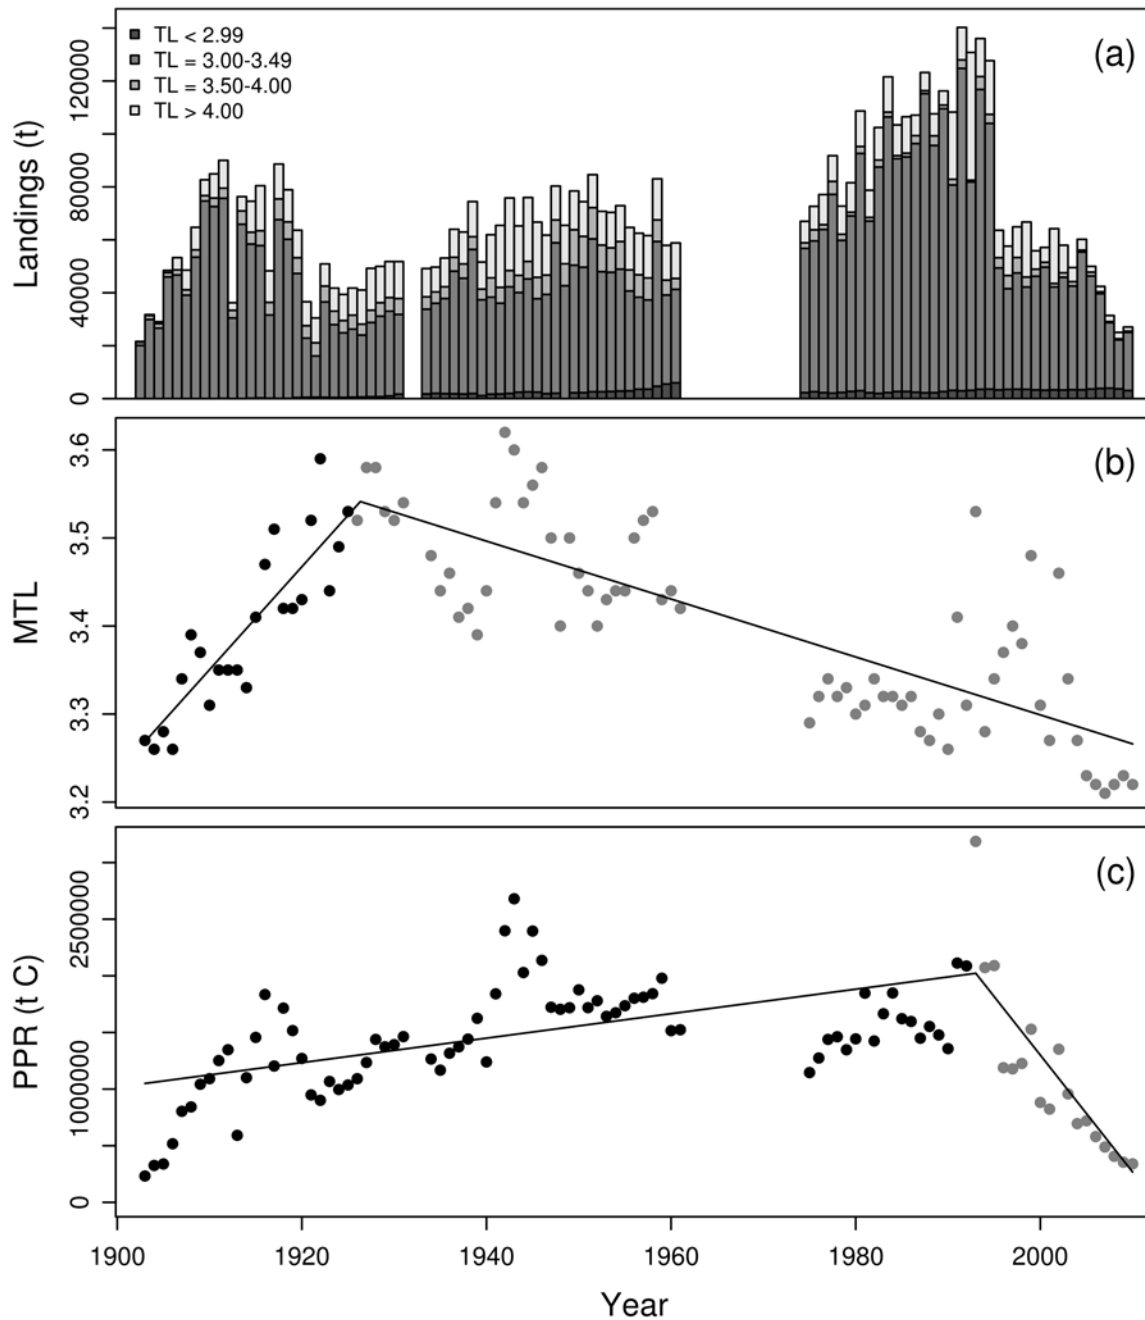 (a)
TL < 2.99
TL = 3.00-3.49
TL = 3.50-4.00
TL > 4.00
Landings (t)
120000
80000
40000
0
(b)
MTL
3.6
3.5
3.4
3.3
3.2
(c)
PPR (t C)
2500000
1000000
0
1900 1920 1940 1960 1980 2000
Year